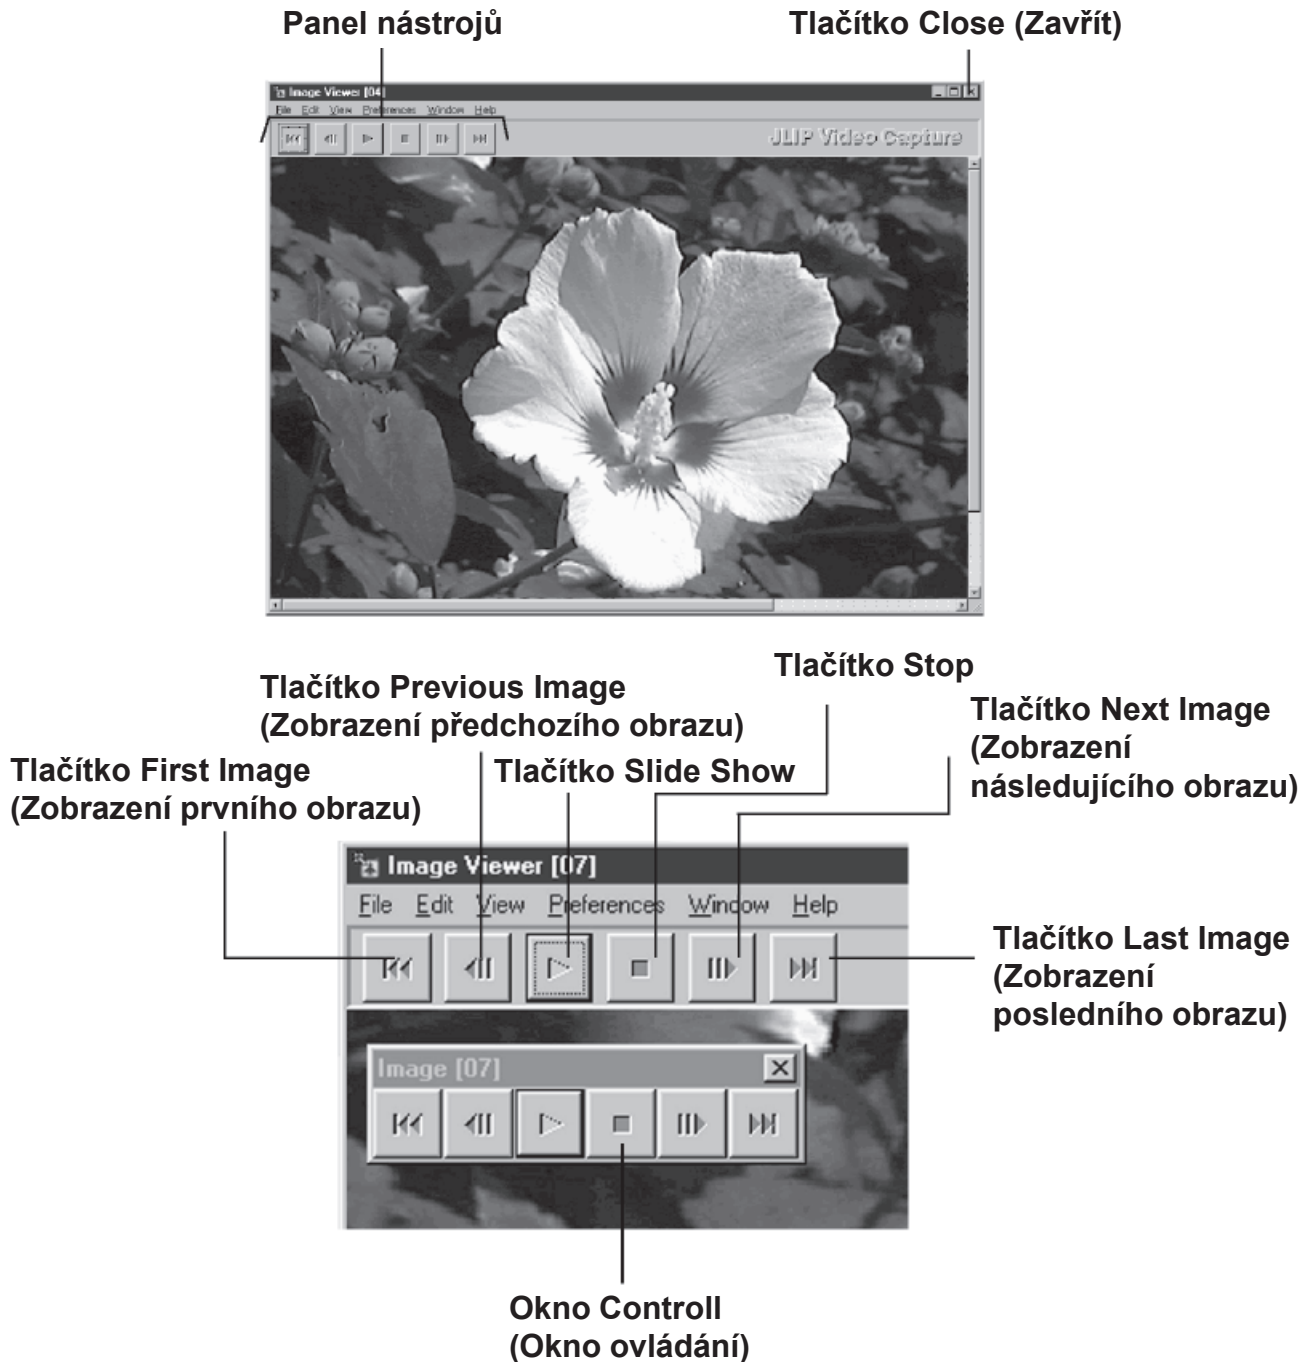 Panel nástrojů
Tlačítko Close (Zavřít)
Image Viewer [04]
File Edit View Preferences Window Help
JLIP Video Capture
Tlačítko Stop
Tlačítko Previous Image
(Zobrazení předchozího obrazu)
Tlačítko Next Image
(Zobrazení
následujícího obrazu)
Tlačítko First Image
(Zobrazení prvního obrazu)
Tlačítko Slide Show
Image Viewer [07]
File Edit View Preferences Window Help
Tlačítko Last Image
(Zobrazení
posledního obrazu)
Image [07]
Okno Controll
(Okno ovládání)